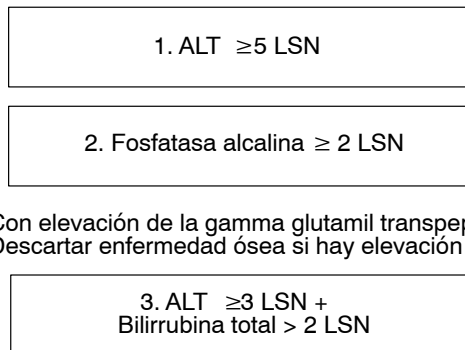 1. ALT ≥5 LSN
2. Fosfatasa alcalina ≥ 2 LSN
Con elevación de la gamma glutamil
Descartar enfermedad ósea si hay elevación
3. ALT ≥3 LSN +
Bilirrubina total > 2 LSN